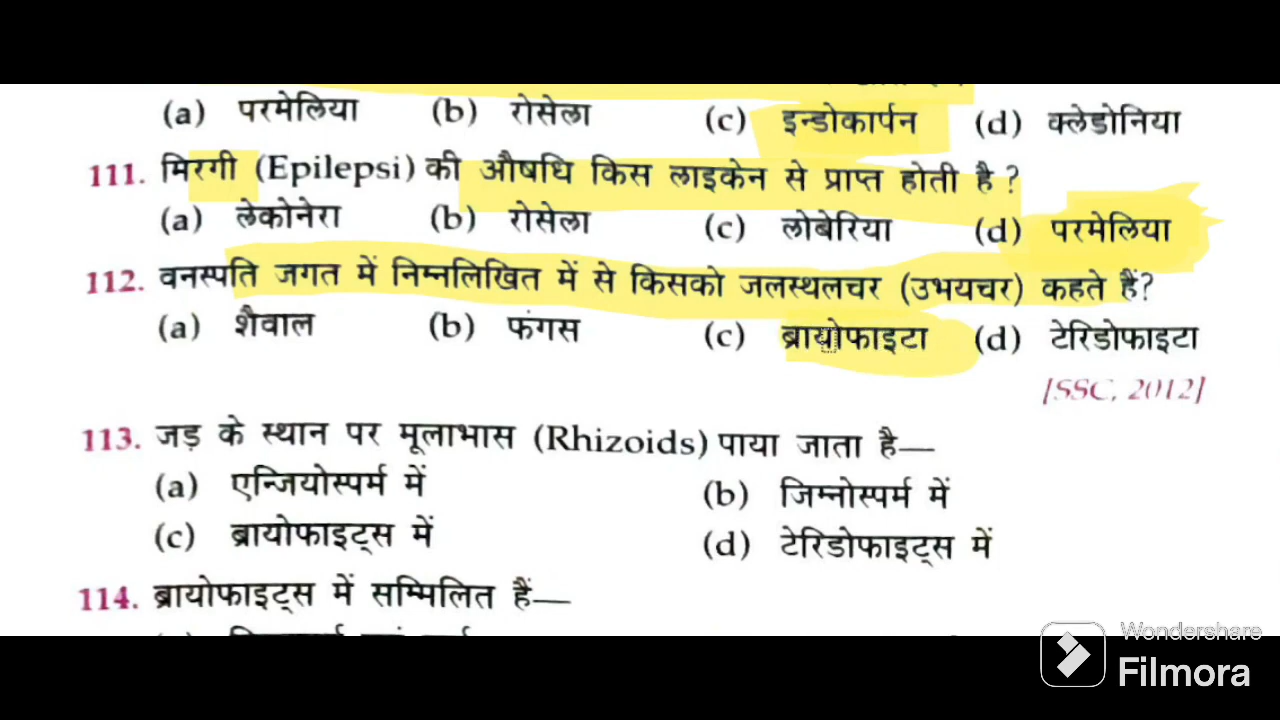 (a) परमेलिया (b) रोसेला (c) इन्डोकार्पन (d) क्लेडोनिया
111. मिरगी (Epilepsi) की औषधि किस लाइकेन से प्राप्त होती है ?
(a) लेकोनेरा (b) रोसेला (c) लोबेरिया (d) परमेलिया
112. वनस्पति जगत में निम्नलिखित में से किसको जलस्थलचर (उभयचर) कहते हैं?
(a) शैवाल (b) फंगस (c) ब्रायोफाइटा (d) टेरिडोफाइटा
[SSC, 2012]
113. जड़ के स्थान पर मूलाभास (Rhizoids) पाया जाता है—
(a) एन्जियोस्पर्म में (b) जिम्नोस्पर्म में
(c) ब्रायोफाइट्स में (d) टेरिडोफाइट्स में
114. ब्रायोफाइट्स में सम्मिलित हैं—
Wondershare
Filmora